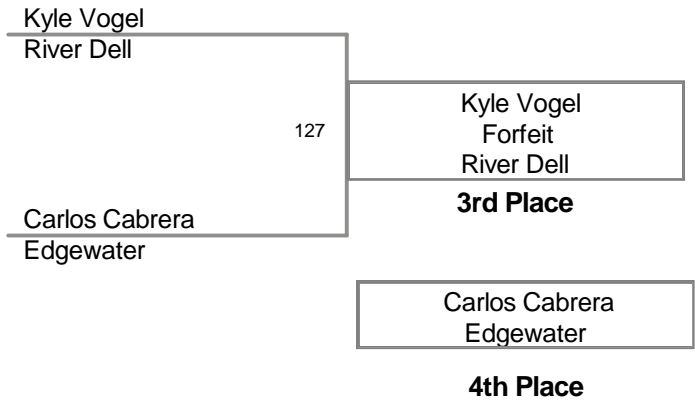 Kyle Vogel
River Dell
127
Kyle Vogel
Forfeit
River Dell
3rd Place
Carlos Cabrera
Edgewater
Carlos Cabrera
Edgewater
4th Place